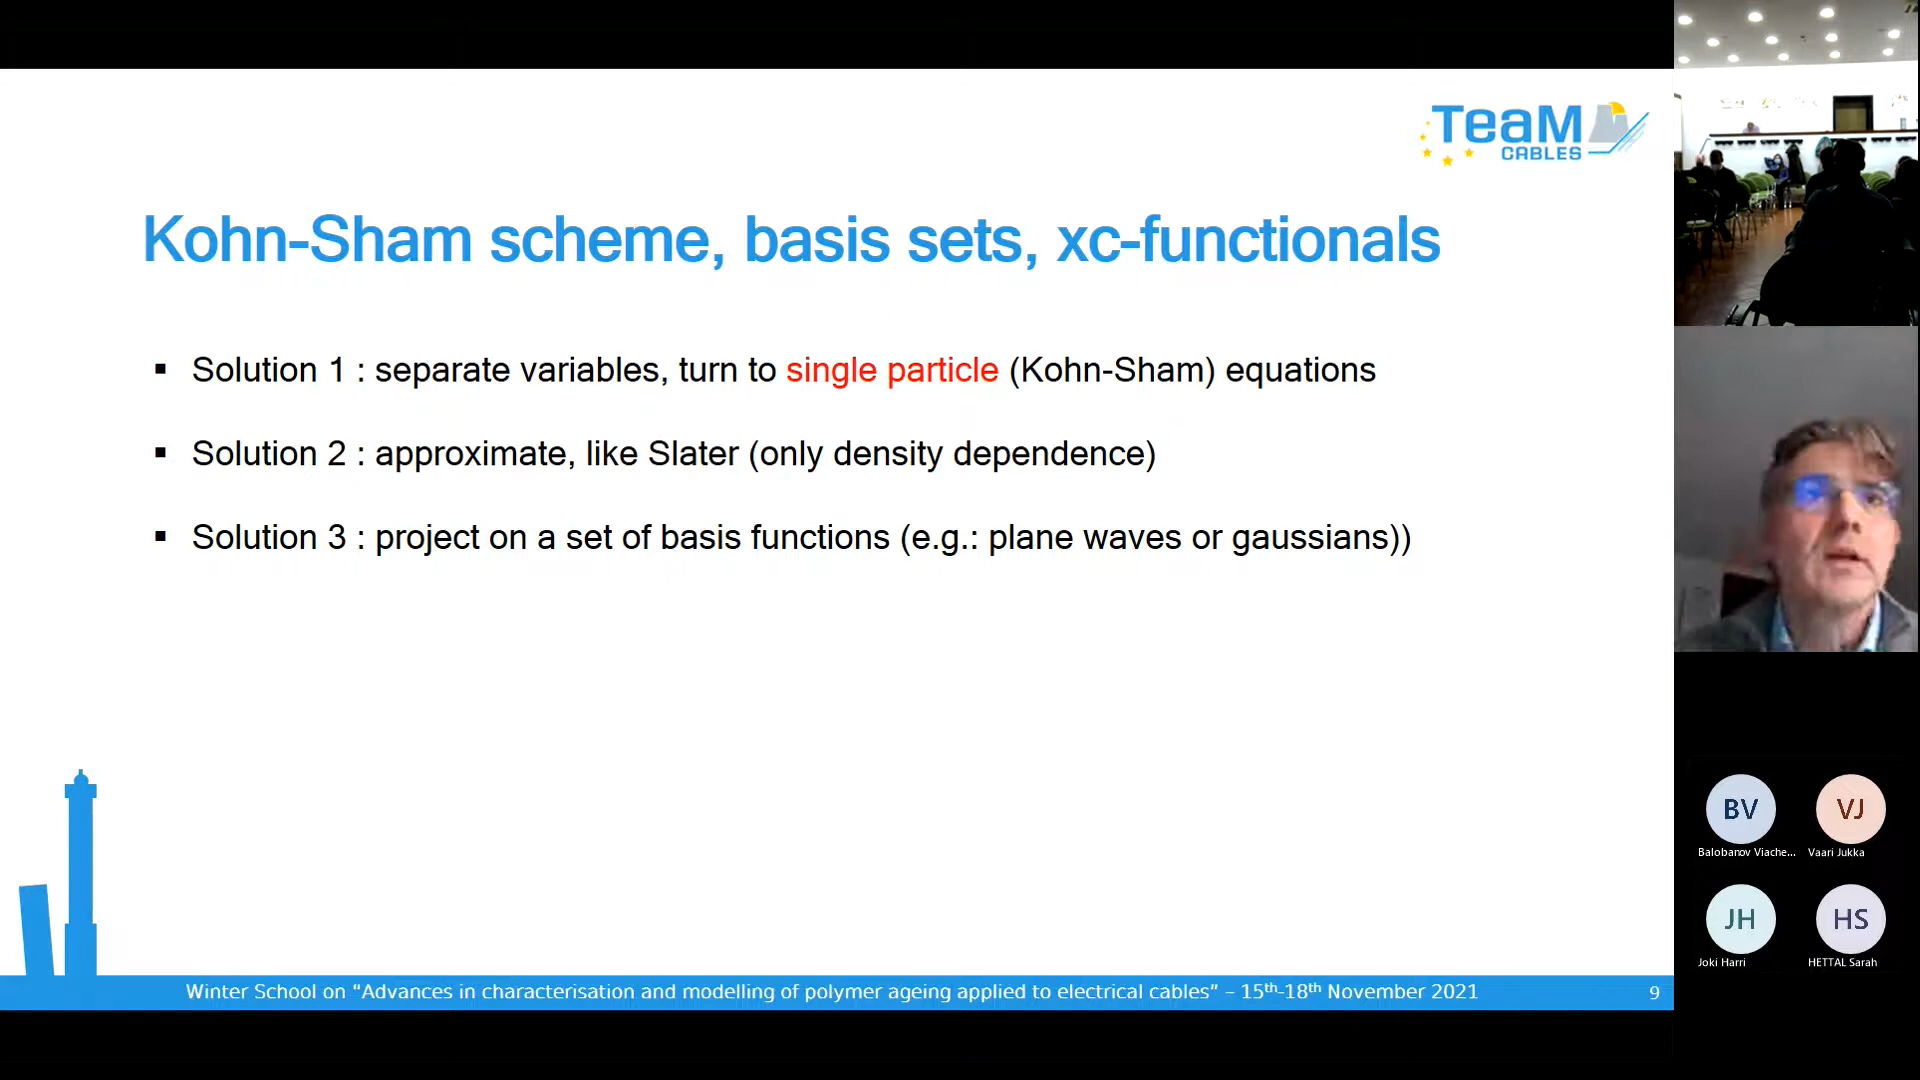 TeaM
CABLES
Kohn-Sham scheme, basis sets, xc-functionals
▪ Solution 1 : separate variables, turn to single particle (Kohn-Sham) equations
▪ Solution 2 : approximate, like Slater (only density dependence)
▪ Solution 3 : project on a set of basis functions (e.g.: plane waves or gaussians))
Winter School on “Advances in characterisation and modelling of polymer ageing applied to electrical cables” – 15th-18th November 2021
9
BV
VJ
Balobanov Viache...
Vaari Jukka
JH
HS
Joki Harri
HETTAL Sarah